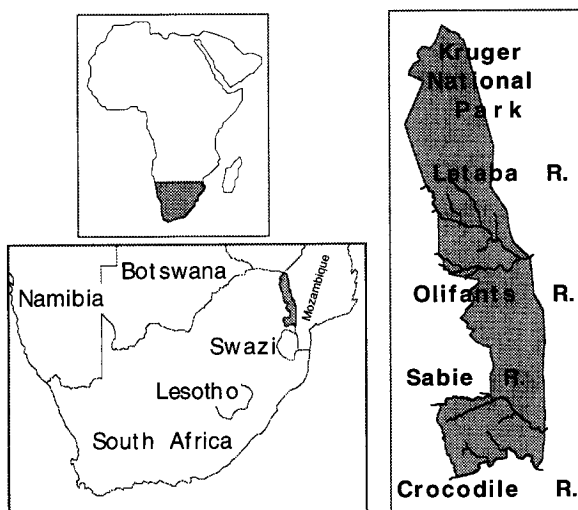 Botswana
Namibia
Mozambique
Swazi
Lesotho
South Africa
Kruger
National
Park
Letaba R.
Olifants R.
Sabie R.
Crocodile R.